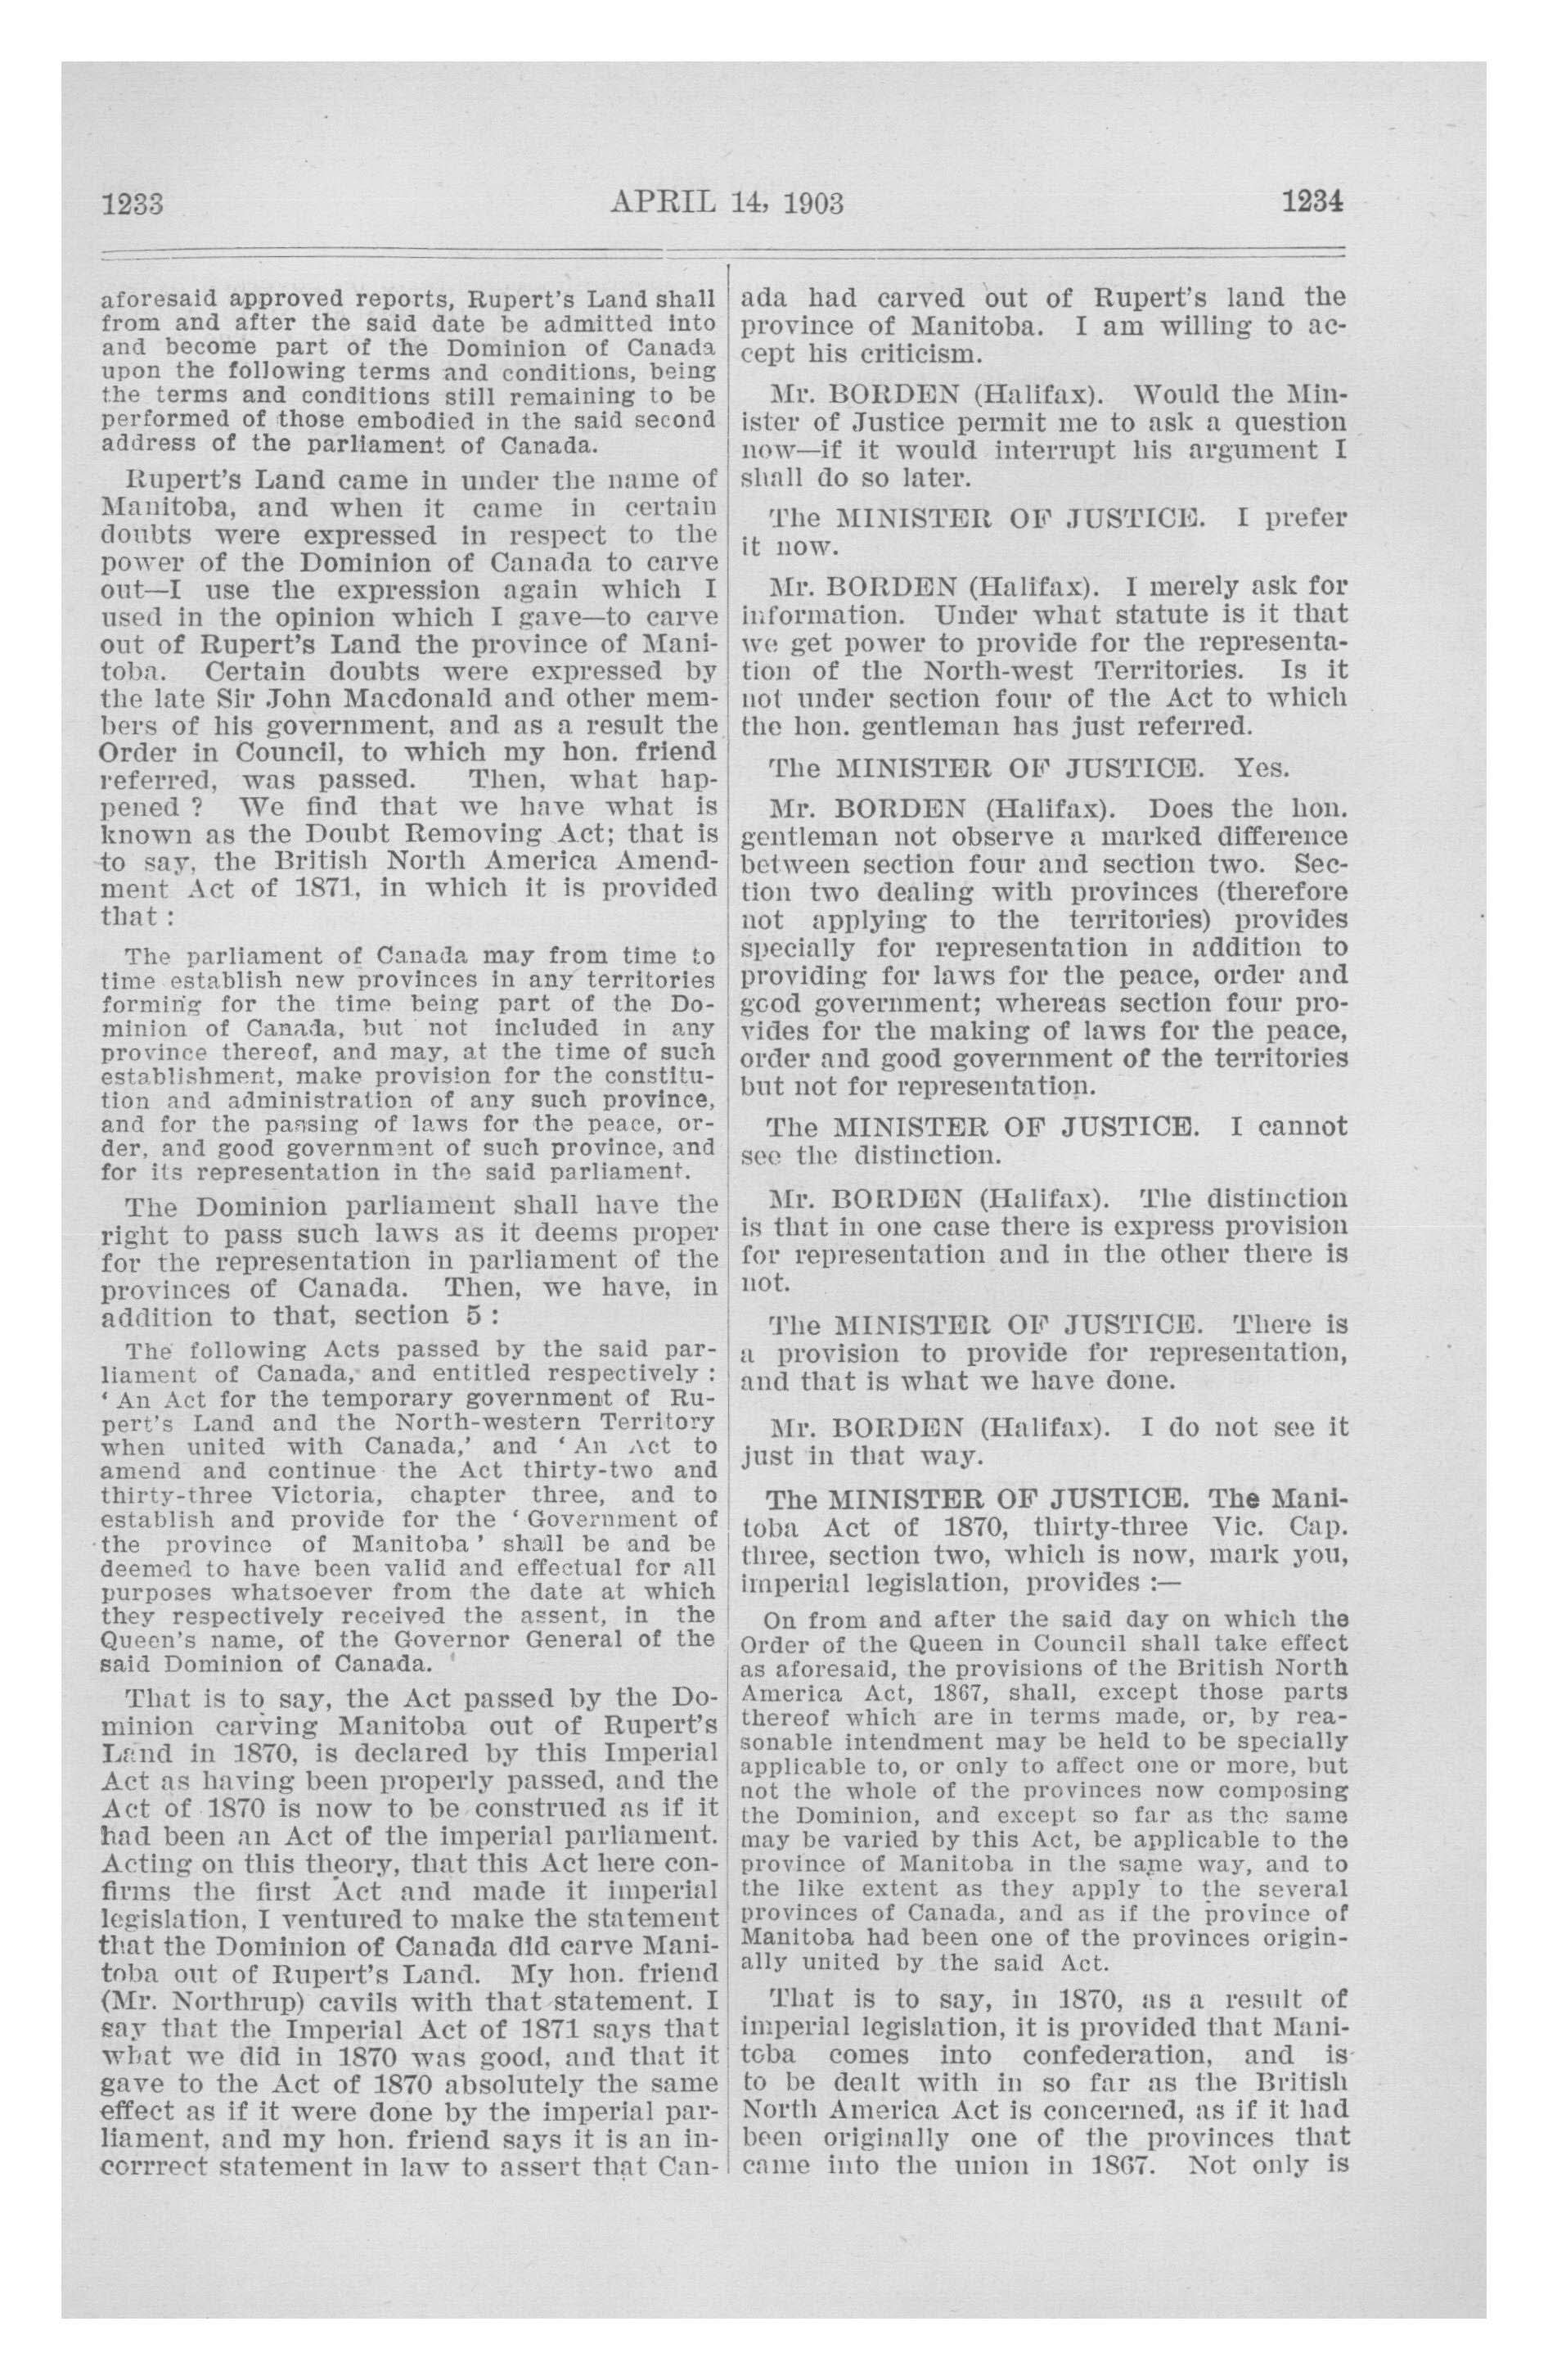 1233
APRIL 14, 1903
1234
aforesaid approved reports, Rupert's Land shall
from and after the said date be admitted into
and become part of the Dominion of Canada
upon the following terms and conditions, being
the terms and conditions still remaining to be
performed of those embodied in the said second
address of the parliament of Canada.
Rupert's Land came in under the name of
Manitoba, and when it came in certain
doubts were expressed in respect to the
power of the Dominion of Canada to carve
out—I use the expression again which I
used in the opinion which I gave—to carve
out of Rupert's Land the province of Mani-
toba. Certain doubts were expressed by
the late Sir John Macdonald and other mem-
bers of his government, and as a result the
Order in Council, to which my hon. friend
referred, was passed. Then, what hap-
pened ? We find that we have what is
known as the Doubt Removing Act; that is
to say, the British North America Amend-
ment Act of 1871, in which it is provided
that :
The parliament of Canada may from time to
time establish new provinces in any territories
forming for the time being part of the Do-
minion of Canada, but not included in any
province thereof, and may, at the time of such
establishment, make provision for the constitu-
tion and administration of any such province,
and for the passing of laws for the peace, or-
der, and good government of such province, and
for its representation in the said parliament.
The Dominion parliament shall have the
right to pass such laws as it deems proper
for the representation in parliament of the
provinces of Canada. Then, we have, in
addition to that, section 5 :
The following Acts passed by the said par-
liament of Canada, and entitled respectively :
‘ An Act for the temporary government of Ru-
pert's Land and the North-western Territory
when united with Canada,’ and ‘ An Act to
amend and continue the Act thirty-two and
thirty-three Victoria, chapter three, and to
establish and provide for the ‘ Government of
the province of Manitoba ’ shall be and be
deemed to have been valid and effectual for all
purposes whatsoever from the date at which
they respectively received the assent, in the
Queen's name, of the Governor General of the
said Dominion of Canada.
That is to say, the Act passed by the Do-
minion carving Manitoba out of Rupert's
Land in 1870, is declared by this Imperial
Act as having been properly passed, and the
Act of 1870 is now to be construed as if it
had been an Act of the imperial parliament.
Acting on this theory, that this Act here con-
firms the first Act and made it imperial
legislation, I ventured to make the statement
that the Dominion of Canada did carve Mani-
toba out of Rupert's Land. My hon. friend
(Mr. Northrup) cavils with that statement. I
say that the Imperial Act of 1871 says that
what we did in 1870 was good, and that it
gave to the Act of 1870 absolutely the same
effect as if it were done by the imperial par-
liament, and my hon. friend says it is an in-
corrrect statement in law to assert that Can-
ada had carved out of Rupert's land the
province of Manitoba. I am willing to ac-
cept his criticism.
Mr. BORDEN (Halifax). Would the Min-
ister of Justice permit me to ask a question
now—if it would interrupt his argument I
shall do so later.
The MINISTER OF JUSTICE. I prefer
it now.
Mr. BORDEN (Halifax). I merely ask for
information. Under what statute is it that
we get power to provide for the representa-
tion of the North-west Territories. Is it
not under section four of the Act to which
the hon. gentleman has just referred.
The MINISTER OF JUSTICE. Yes.
Mr. BORDEN (Halifax). Does the hon.
gentleman not observe a marked difference
between section four and section two. Sec-
tion two dealing with provinces (therefore
not applying to the territories) provides
specially for representation in addition to
providing for laws for the peace, order and
good government; whereas section four pro-
vides for the making of laws for the peace,
order and good government of the territories
but not for representation.
The MINISTER OF JUSTICE. I cannot
see the distinction.
Mr. BORDEN (Halifax). The distinction
is that in one case there is express provision
for representation and in the other there is
not.
The MINISTER OF JUSTICE. There is
a provision to provide for representation,
and that is what we have done.
Mr. BORDEN (Halifax). I do not see it
just in that way.
The MINISTER OF JUSTICE. The Mani-
toba Act of 1870, thirty-three Vic. Cap.
three, section two, which is now, mark you,
imperial legislation, provides :—
On from and after the said day on which the
Order of the Queen in Council shall take effect
as aforesaid, the provisions of the British North
America Act, 1867, shall, except those parts
thereof which are in terms made, or, by rea-
sonable intendment may be held to be specially
applicable to, or only to affect one or more, but
not the whole of the provinces now composing
the Dominion, and except so far as the same
may be varied by this Act, be applicable to the
province of Manitoba in the same way, and to
the like extent as they apply to the several
provinces of Canada, and as if the province of
Manitoba had been one of the provinces origin-
ally united by the said Act.
That is to say, in 1870, as a result of
imperial legislation, it is provided that Mani-
toba comes into confederation, and is
to be dealt with in so far as the British
North America Act is concerned, as if it had
been originally one of the provinces that
came into the union in 1867. Not only is